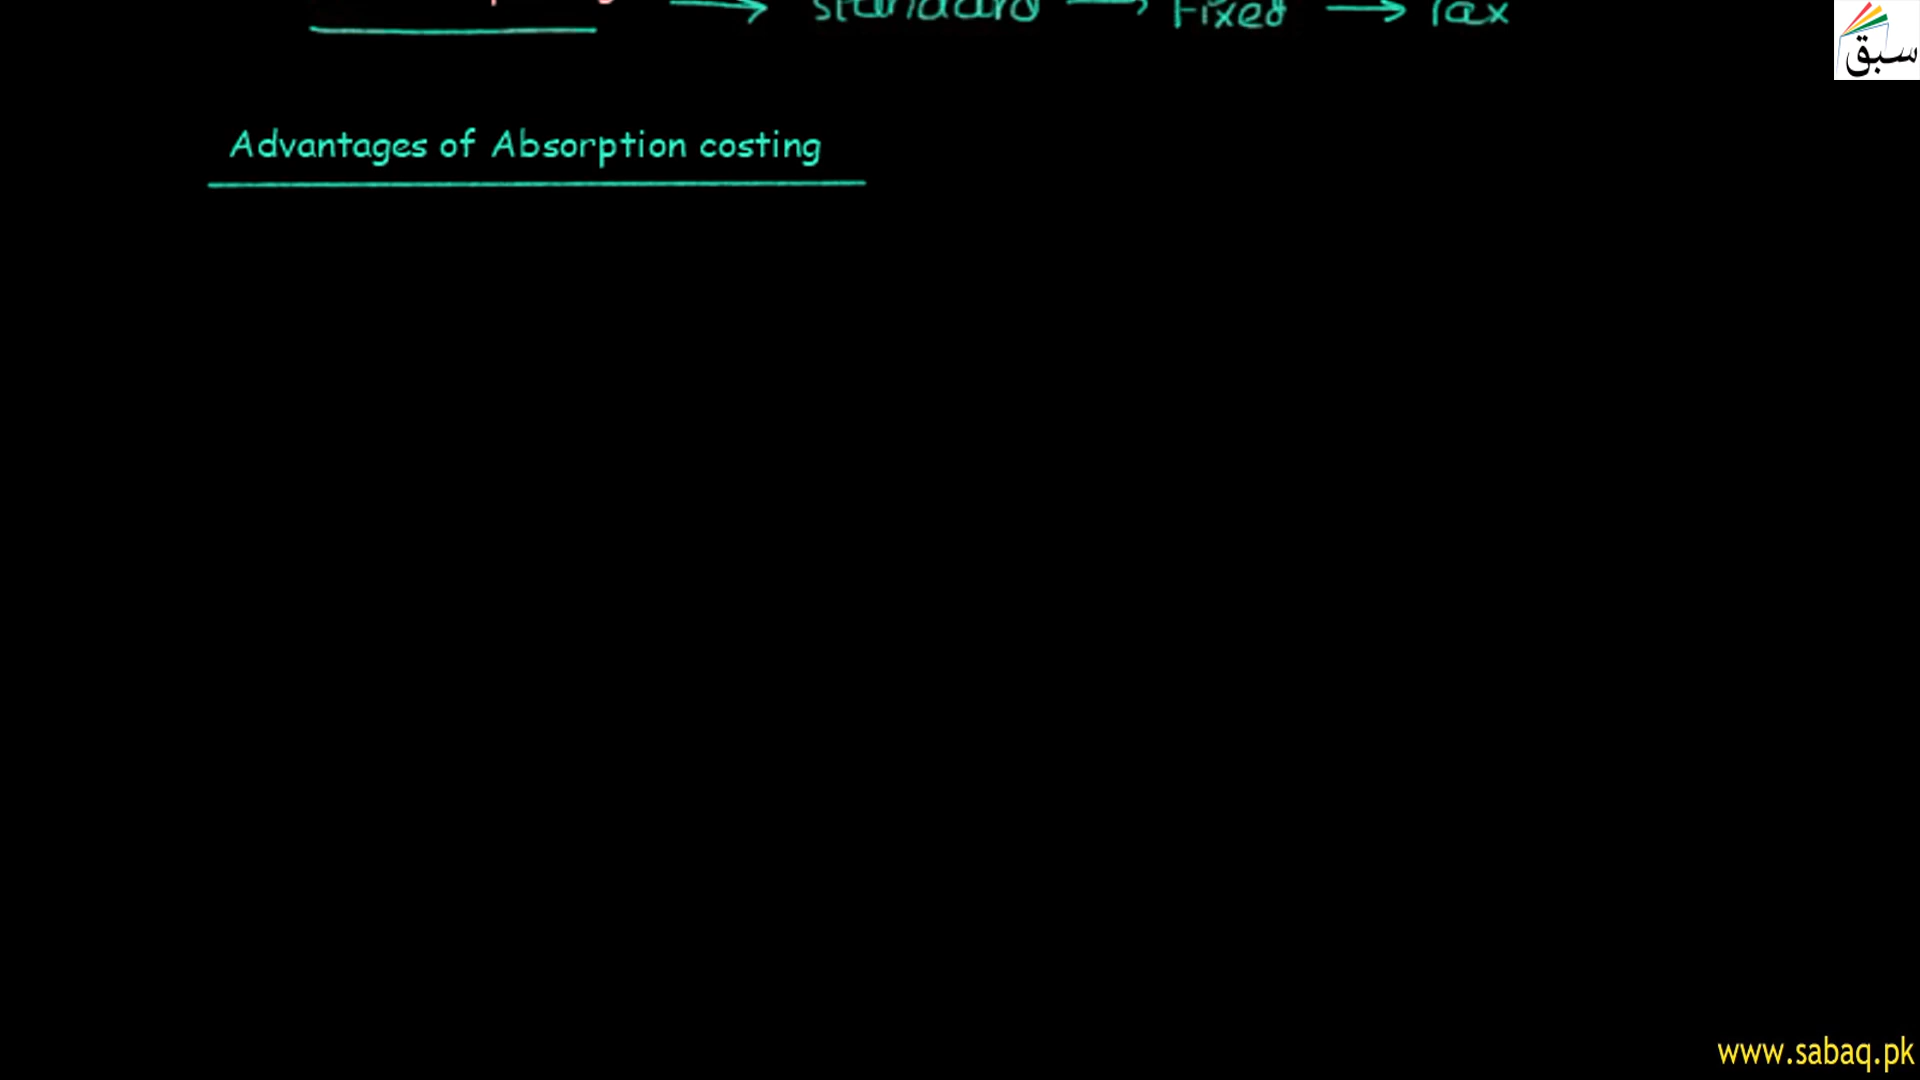 → standard → Fixed → Tax
سبق
Advantages of Absorption costing
www.sabaq.pk